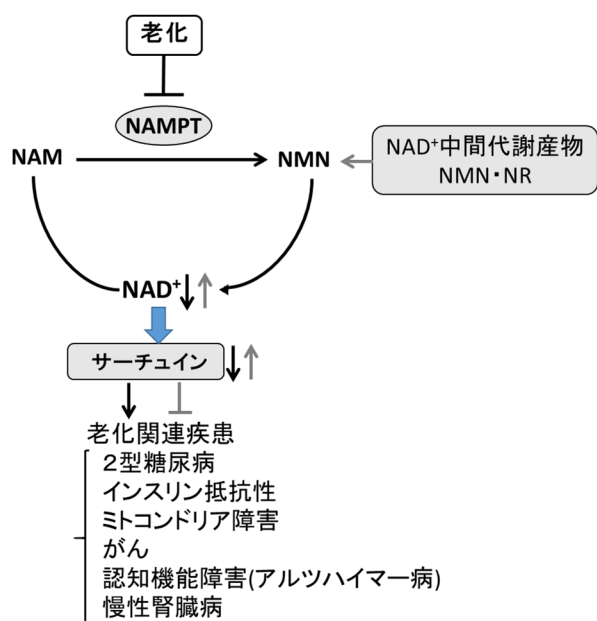 老化
NAMPT
NAM
NMN
NAD⁺中間代謝産物
NMN・NR
NAD⁺
サーチュイン
老化関連疾患
２型糖尿病
インスリン抵抗性
ミトコンドリア障害
がん
認知機能障害(アルツハイマー病)
慢性腎臓病